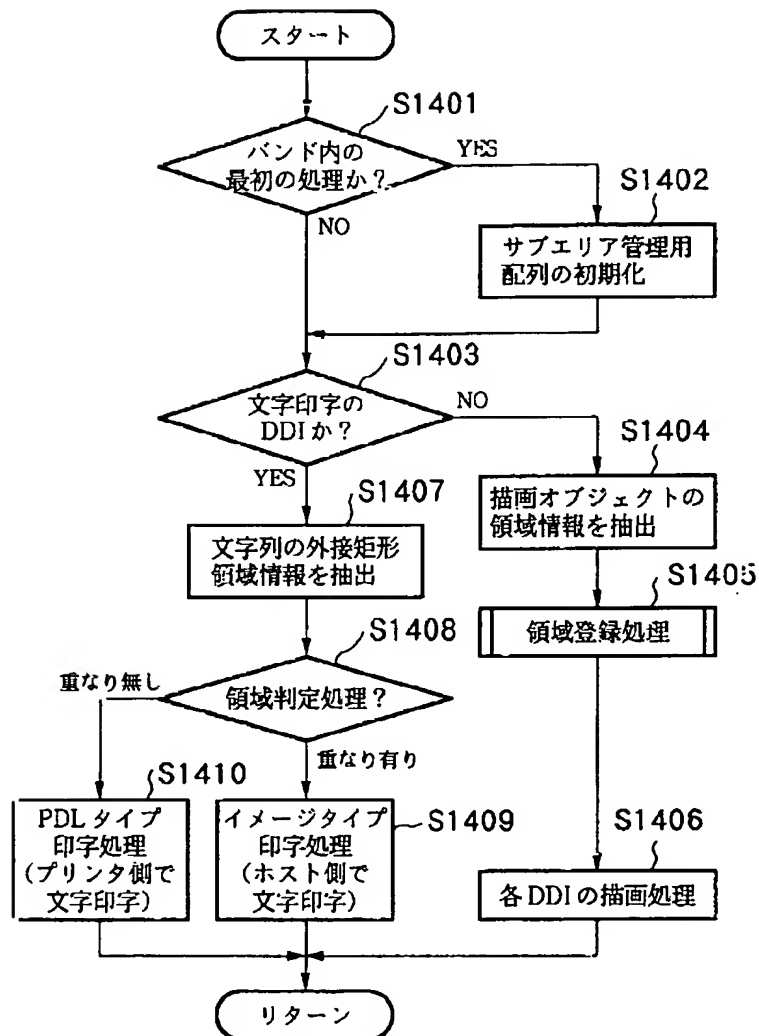 スタート
S1401
バンド内の
最初の処理か?
YES
NO
S1402
サブエリア管理用
配列の初期化
S1403
文字印字の
DDIか?
NO
YES
S1404
描画オブジェクトの
領域情報を抽出
S1407
文字列の外接矩形
領域情報を抽出
S1405
領域登録処理
S1408
領域判定処理?
重なり無し
重なり有り
S1410
PDLタイプ
印字処理
(プリンタ側で
文字印字)
イメージタイプ
印字処理
(ホスト側で
文字印字)
S1409
S1406
各DDIの描画処理
リターン